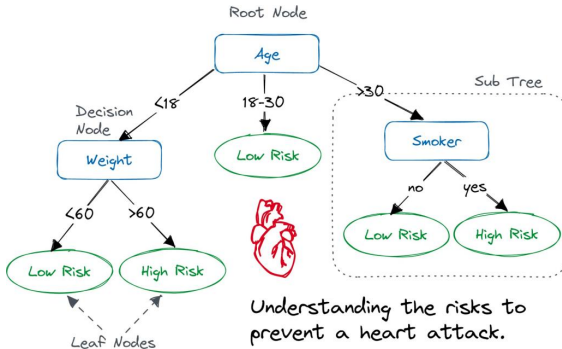 Root Node
Age
<18
18-30
>30
Sub Tree
Decision
Node
Weight
Low Risk
Smoker
<60
>60
no
yes
Low Risk
High Risk
Low Risk
High Risk
Leaf Nodes
Understanding the risks to
prevent a heart attack.